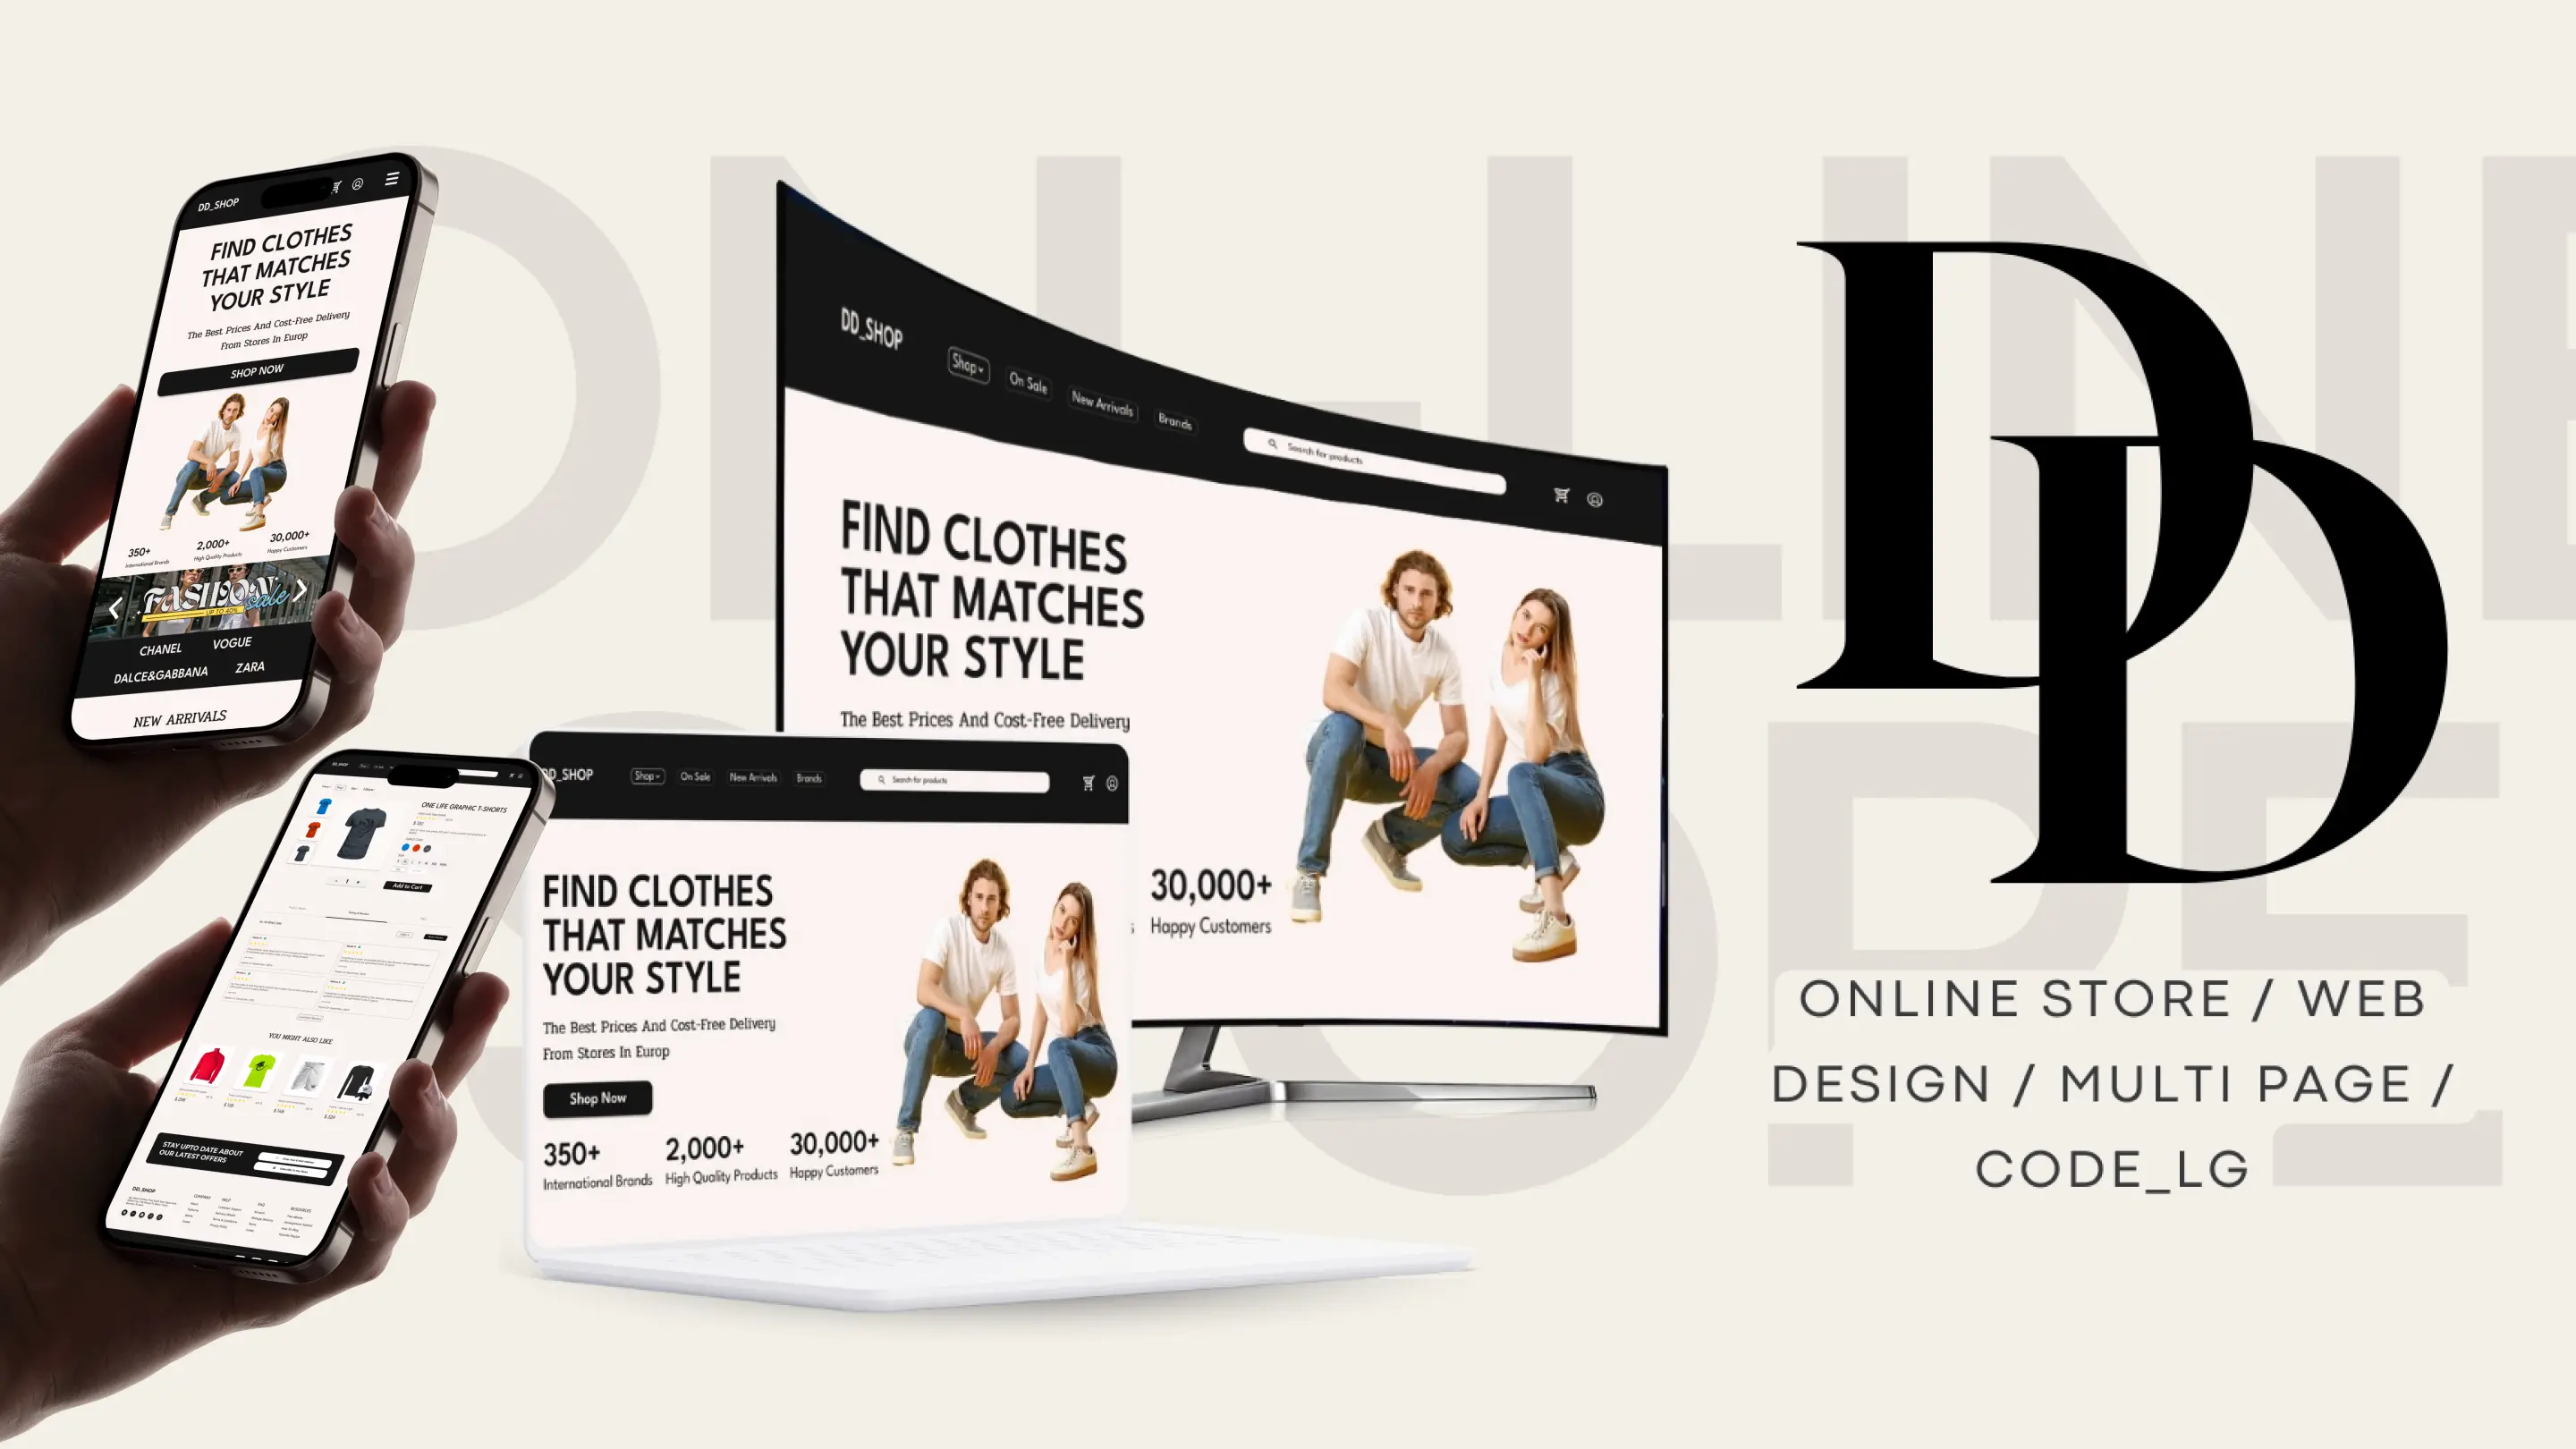 ONLINE
STORE
DD_SHOP
FIND CLOTHES
THAT MATCHES
YOUR STYLE
The Best Prices And Cost-Free Delivery
From Stores In Europ
SHOP NOW
350+
International Brands
2,000+
High Quality Products
30,000+
Happy Customers
FASHION
sale
UP TO 40%
CHANEL VOGUE
DALCE&GABBANA ZARA
NEW ARRIVALS
DD_SHOP
Shop On Sale New Arrivals Brands
Search for products
FIND CLOTHES
THAT MATCHES
YOUR STYLE
The Best Prices And Cost-Free Delivery
30,000+
Happy Customers
DD_SHOP
Shop On Sale New Arrivals Brands
Search for products
FIND CLOTHES
THAT MATCHES
YOUR STYLE
The Best Prices And Cost-Free Delivery
From Stores In Europ
Shop Now
350+
International Brands
2,000+
High Quality Products
30,000+
Happy Customers
ONE LIFE GRAPHIC T-SHORTS
Add to Cart
YOU MIGHT ALSO LIKE
STAY UPTO DATE ABOUT
OUR LATEST OFFERS
DD_SHOP
COMPANY HELP FAQ RESOURCES
DD
ONLINE STORE / WEB
DESIGN / MULTI PAGE /
CODE_LG